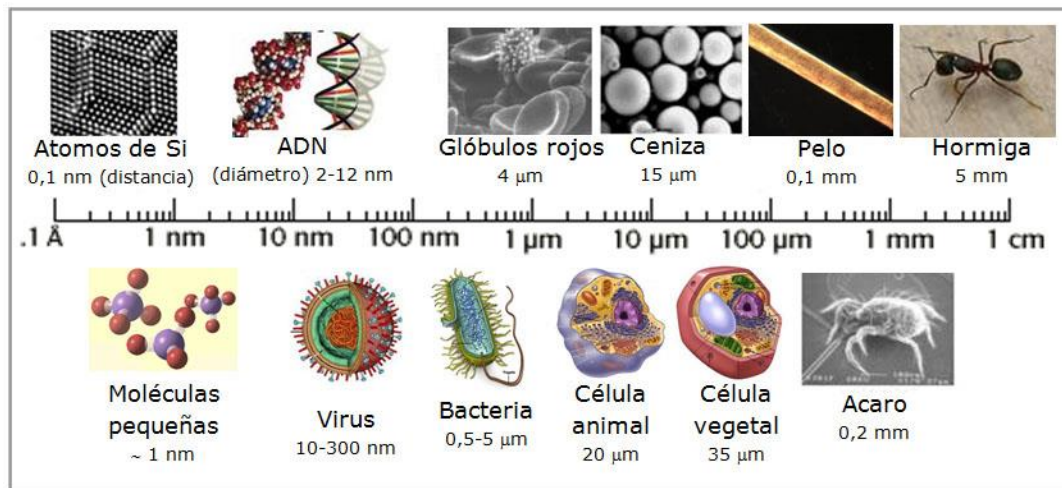 Atomos de Si
0,1 nm (distancia)
ADN
(diámetro) 2-12 nm
Glóbulos rojos
4 μm
Ceniza
15 μm
Pelo
0,1 mm
Hormiga
5 mm
.1 Å 1 nm 10 nm 100 nm 1 μm 10 μm 100 μm 1 mm 1 cm
Moléculas
pequeñas
~ 1 nm
Virus
10-300 nm
Bacteria
0,5-5 μm
Célula
animal
20 μm
Célula
vegetal
35 μm
Acaro
0,2 mm